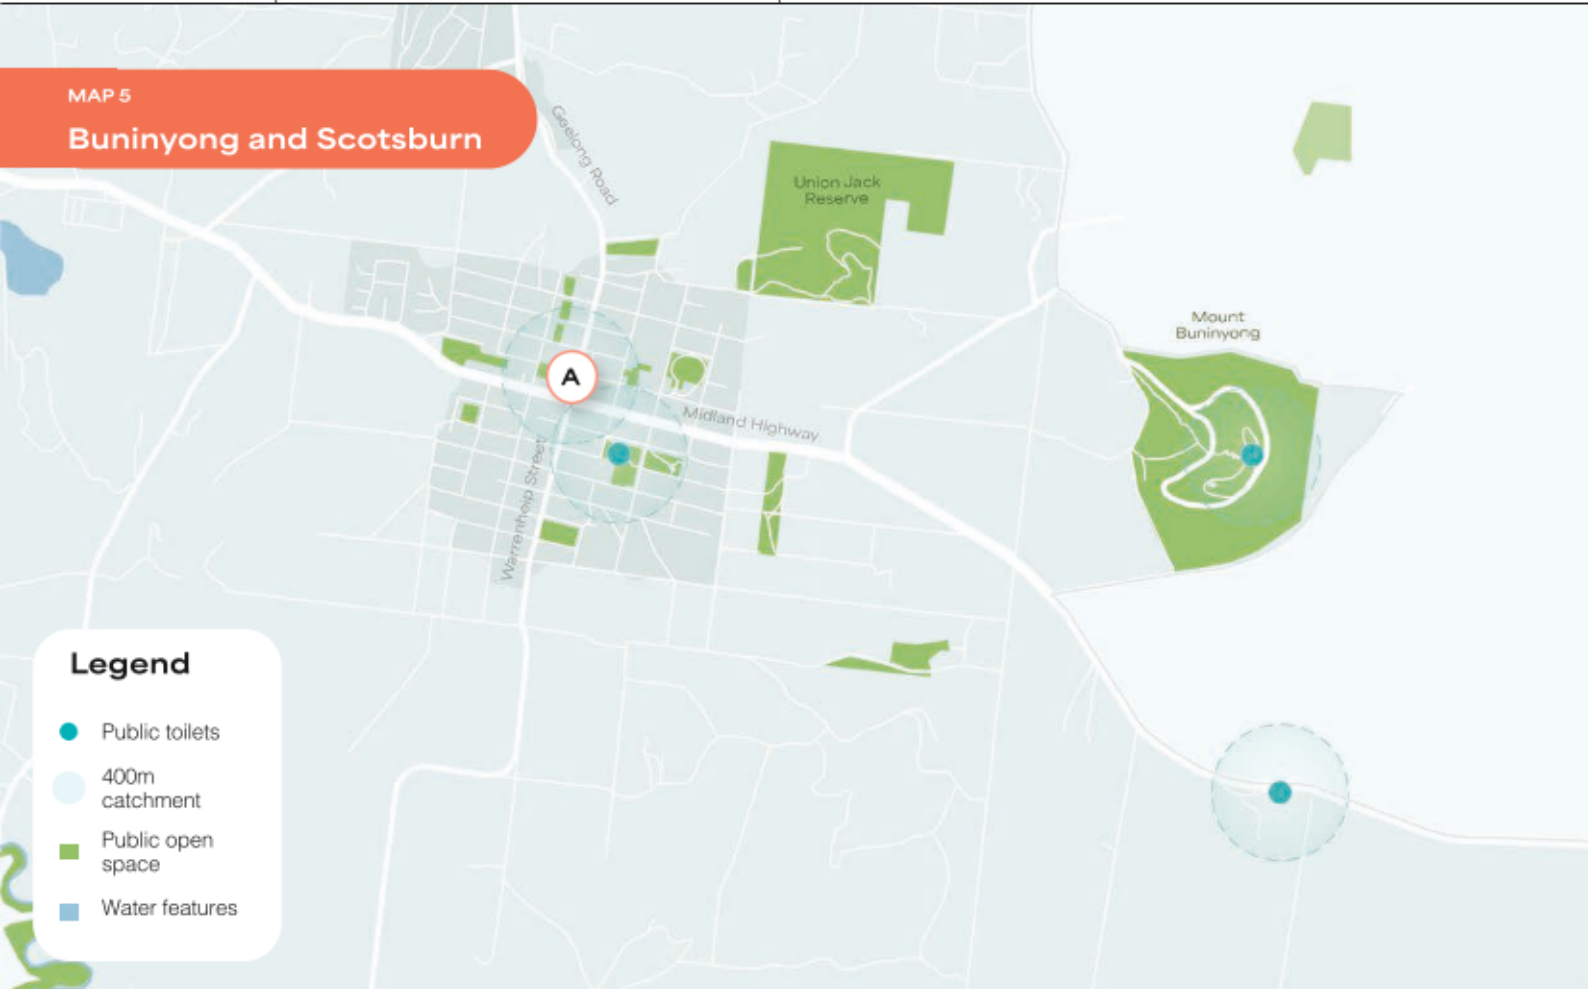 MAP 5
Buninyong and Scotsburn
Geelong Road
Union Jack
Reserve
Mount
Buninyong
A
Midland Highway
Warrenheip Street
Legend
Public toilets
400m
catchment
Public open
space
Water features